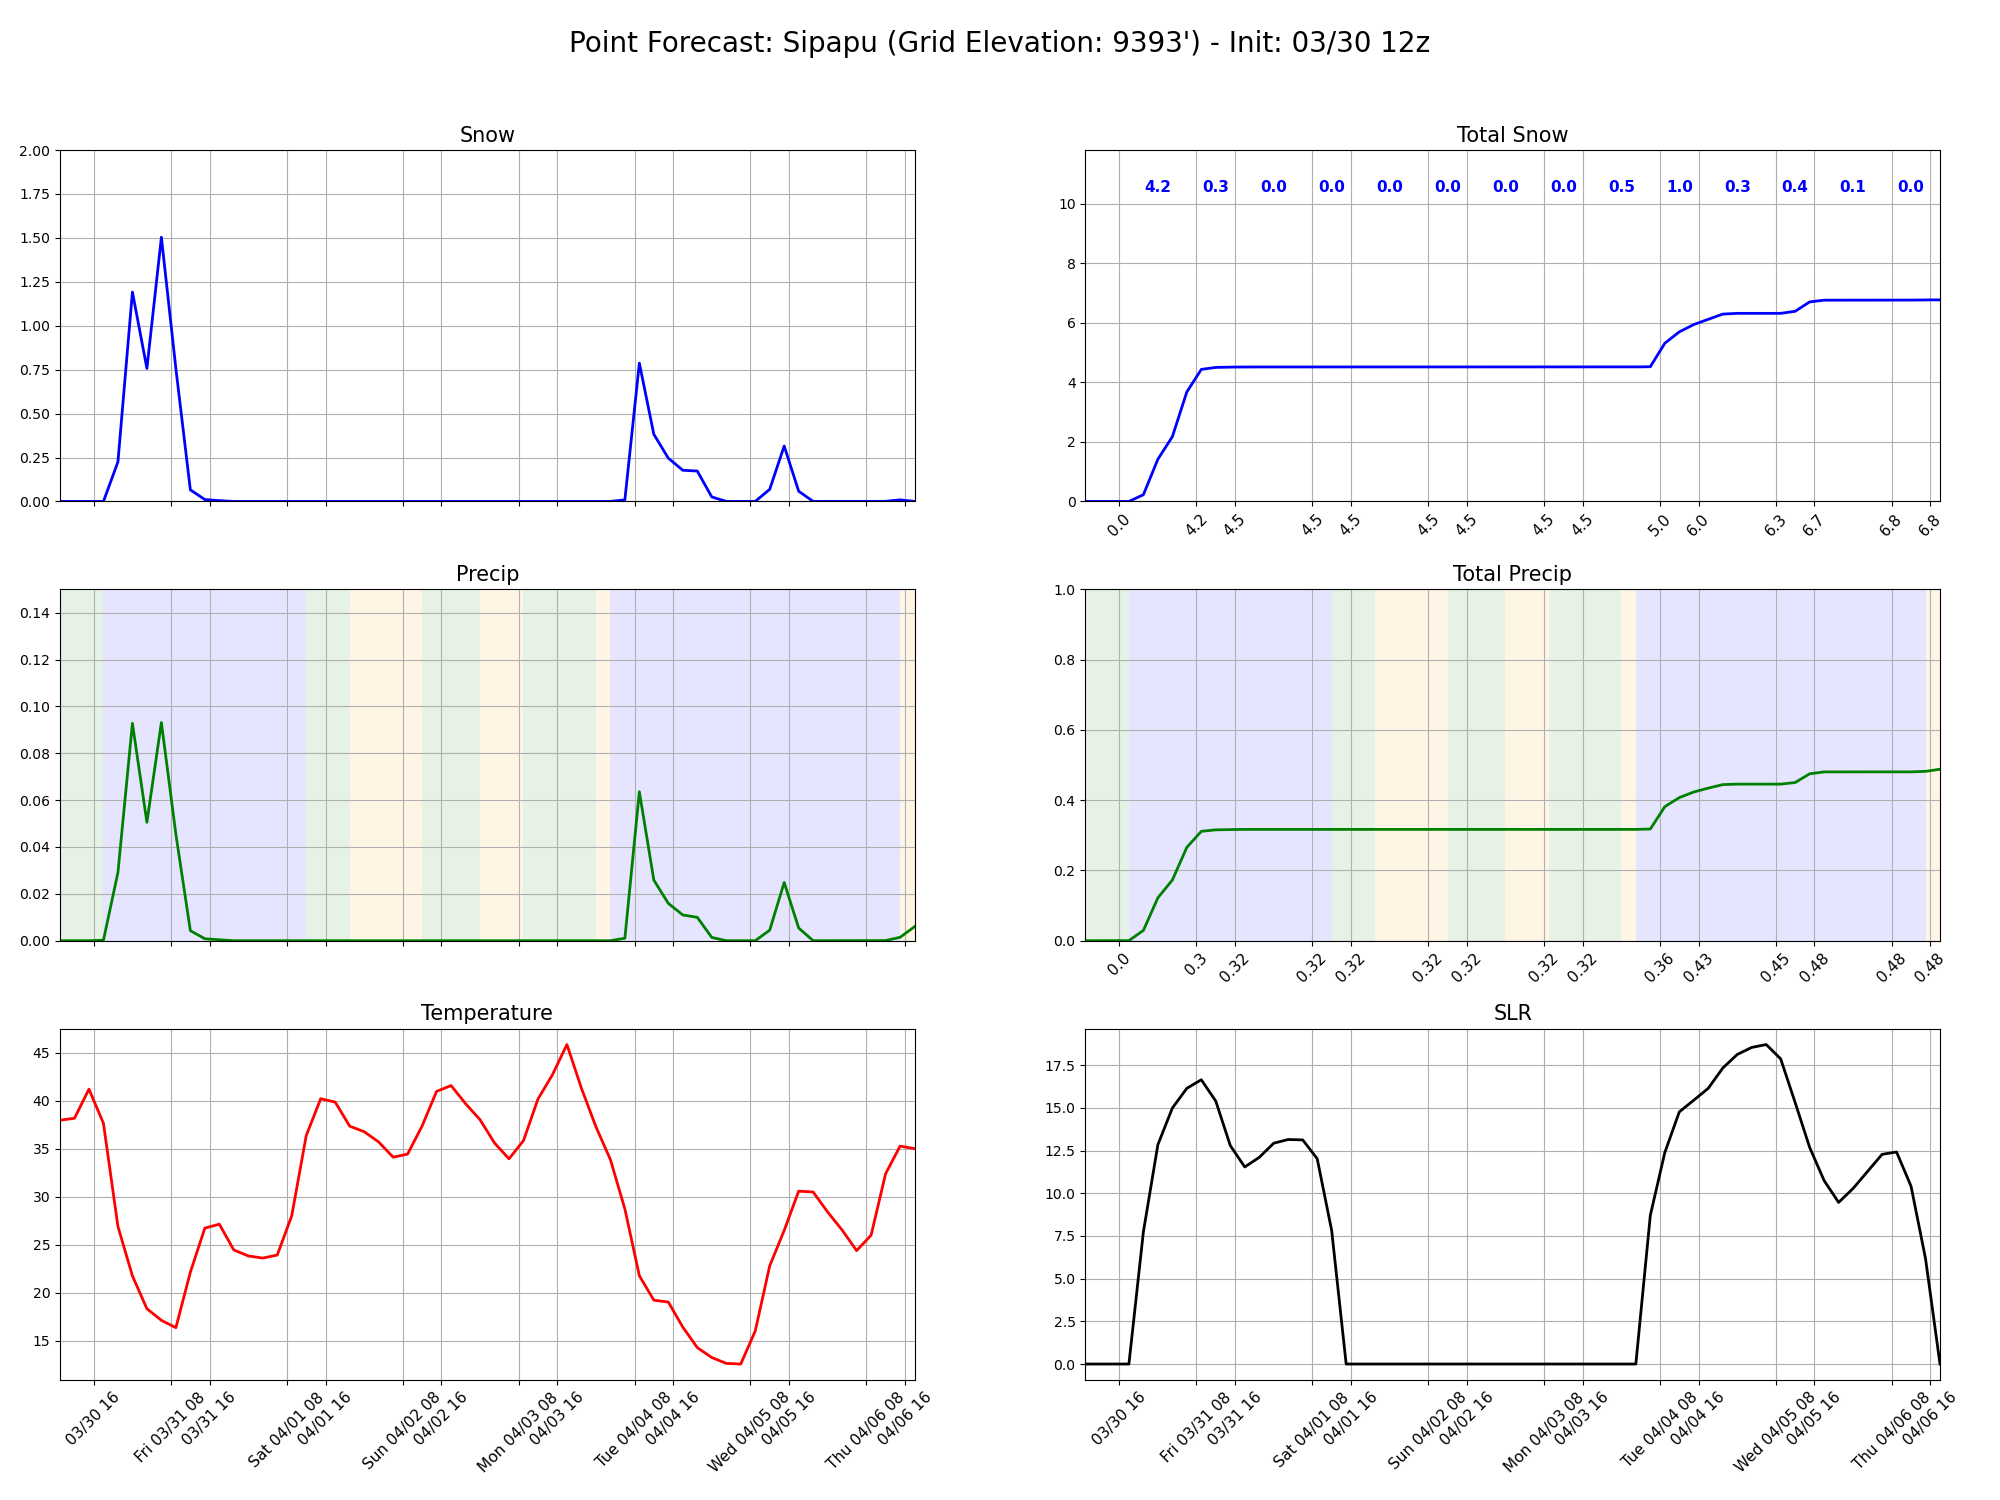 Point Forecast: Sipapu (Grid Elevation: 9393') - Init: 03/30 12z
Snow
2.00
1.75
1.50
1.25
1.00
0.75
0.50
0.25
0.00
Total Snow
4.2 0.3 0.0 0.0 0.0 0.0 0.0 0.0 0.5 1.0 0.3 0.4 0.1 0.0
10
8
6
4
2
0
0.0 4.2 4.5 4.5 4.5 4.5 4.5 4.5 4.5 5.0 6.0 6.3 6.7 6.8 6.8
Precip
0.14
0.12
0.10
0.08
0.06
0.04
0.02
0.00
Total Precip
1.0
0.8
0.6
0.4
0.2
0.0
0.0 0.3 0.32 0.32 0.32 0.32 0.32 0.32 0.32 0.36 0.43 0.45 0.48 0.48 0.48
Temperature
45
40
35
30
25
20
15
03/30 16
Fri 03/31 08
03/31 16
Sat 04/01 08
04/01 16
Sun 04/02 08
04/02 16
Mon 04/03 08
04/03 16
Tue 04/04 08
04/04 16
Wed 04/05 08
04/05 16
Thu 04/06 08
04/06 16
SLR
17.5
15.0
12.5
10.0
7.5
5.0
2.5
0.0
03/30 16
Fri 03/31 08
03/31 16
Sat 04/01 08
04/01 16
Sun 04/02 08
04/02 16
Mon 04/03 08
04/03 16
Tue 04/04 08
04/04 16
Wed 04/05 08
04/05 16
Thu 04/06 08
04/06 16